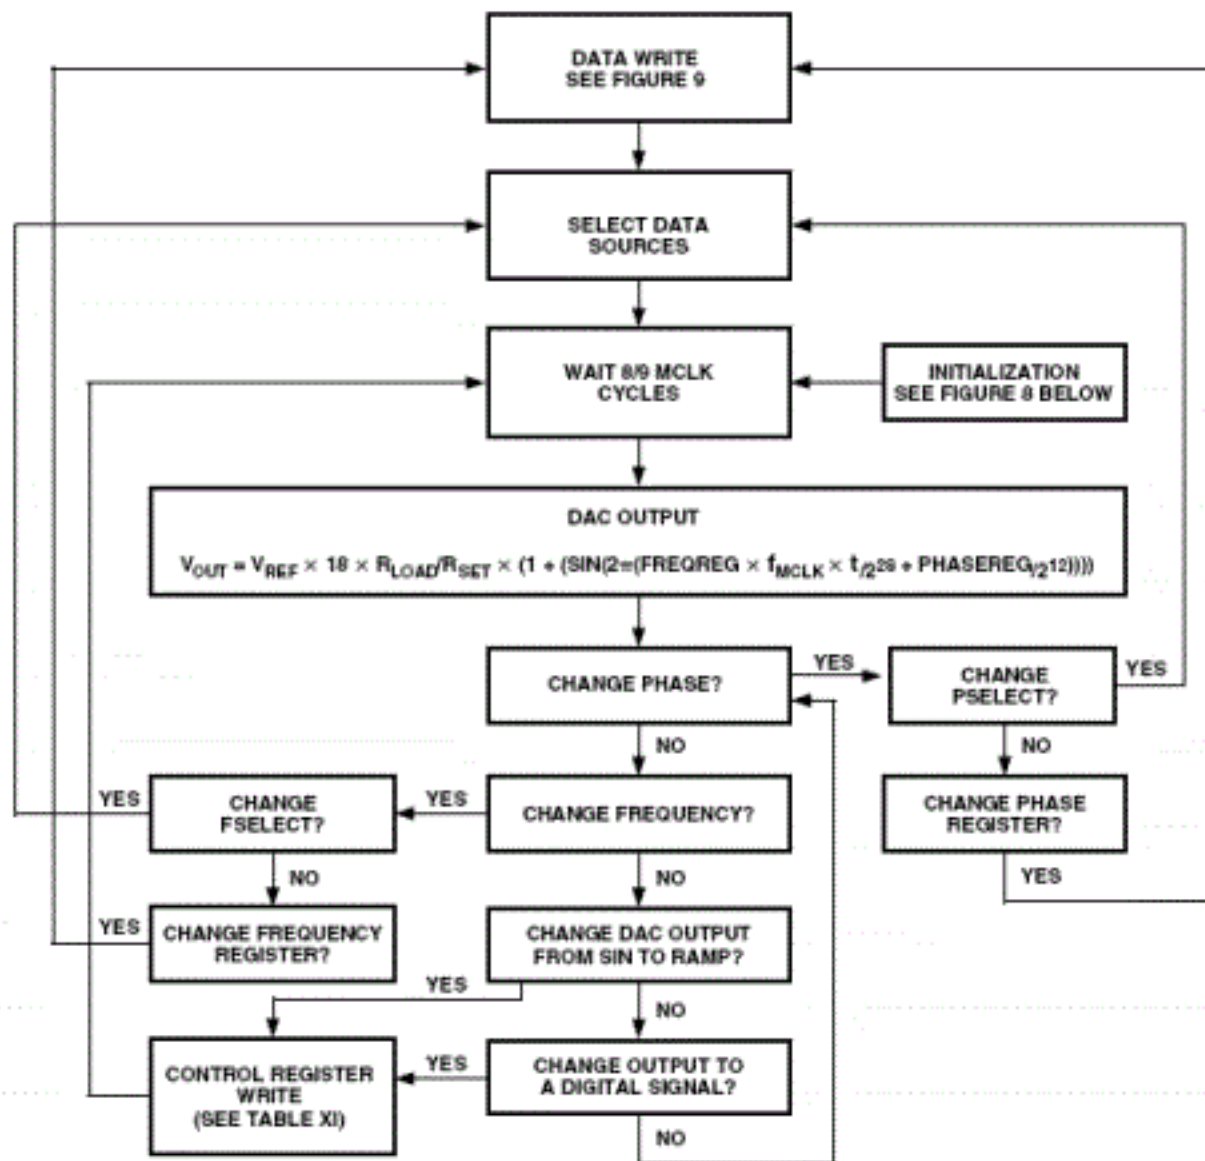 DATA WRITE
SEE FIGURE 9
SELECT DATA
SOURCES
WAIT 8/9 MCLK
CYCLES
INITIALIZATION
SEE FIGURE 8 BELOW
DAC OUTPUT
VOUT = VREF × 18 × RLOAD/RSET × (1 + (SIN(2π(FREQREG × fMCLK × t/2²⁸ + PHASEREG/2¹²))))
CHANGE PHASE?
YES
CHANGE
PSELECT?
YES
NO
NO
YES
CHANGE
FSELECT?
YES
CHANGE FREQUENCY?
CHANGE PHASE
REGISTER?
NO
NO
YES
YES
CHANGE FREQUENCY
REGISTER?
CHANGE DAC OUTPUT
FROM SIN TO RAMP?
YES
NO
CONTROL REGISTER
WRITE
(SEE TABLE XI)
YES
CHANGE OUTPUT TO
A DIGITAL SIGNAL?
NO